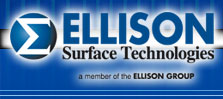 Σ ELLISON
Surface Technologies
a member of the ELLISON GROUP